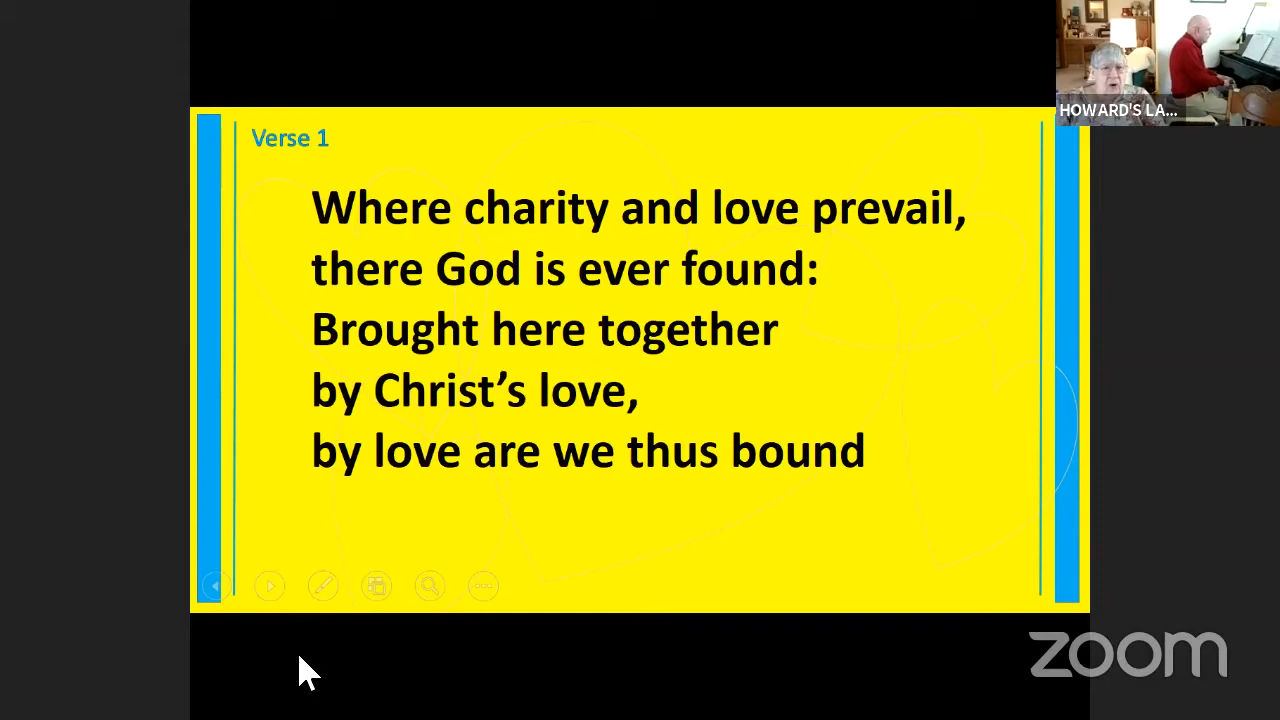 HOWARD'S LA...
Verse 1
Where charity and love prevail,
there God is ever found:
Brought here together
by Christ’s love,
by love are we thus bound
zoom